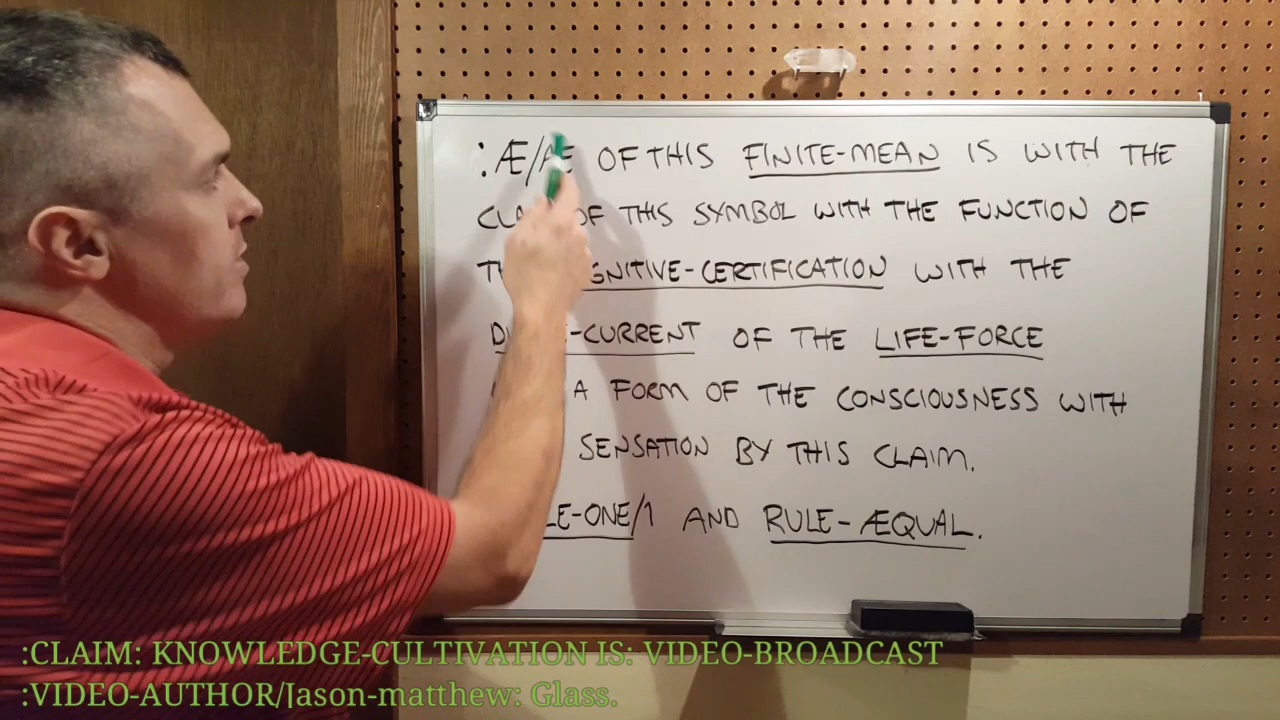 :Æ/Æ OF THIS FINITE-MEAN IS WITH THE
OF THIS SYMBOL WITH THE FUNCTION OF
GNITIVE-CERTIFICATION WITH THE
-CURRENT OF THE LIFE-FORCE
A FORM OF THE CONSCIOUSNESS WITH
SENSATION BY THIS CLAIM.
LE-ONE/1 AND RULE-ÆQUAL.
:CLAIM: KNOWLEDGE-CULTIVATION IS: VIDEO-BROADCAST
:VIDEO-AUTHOR/Jason-matthew: Glass.